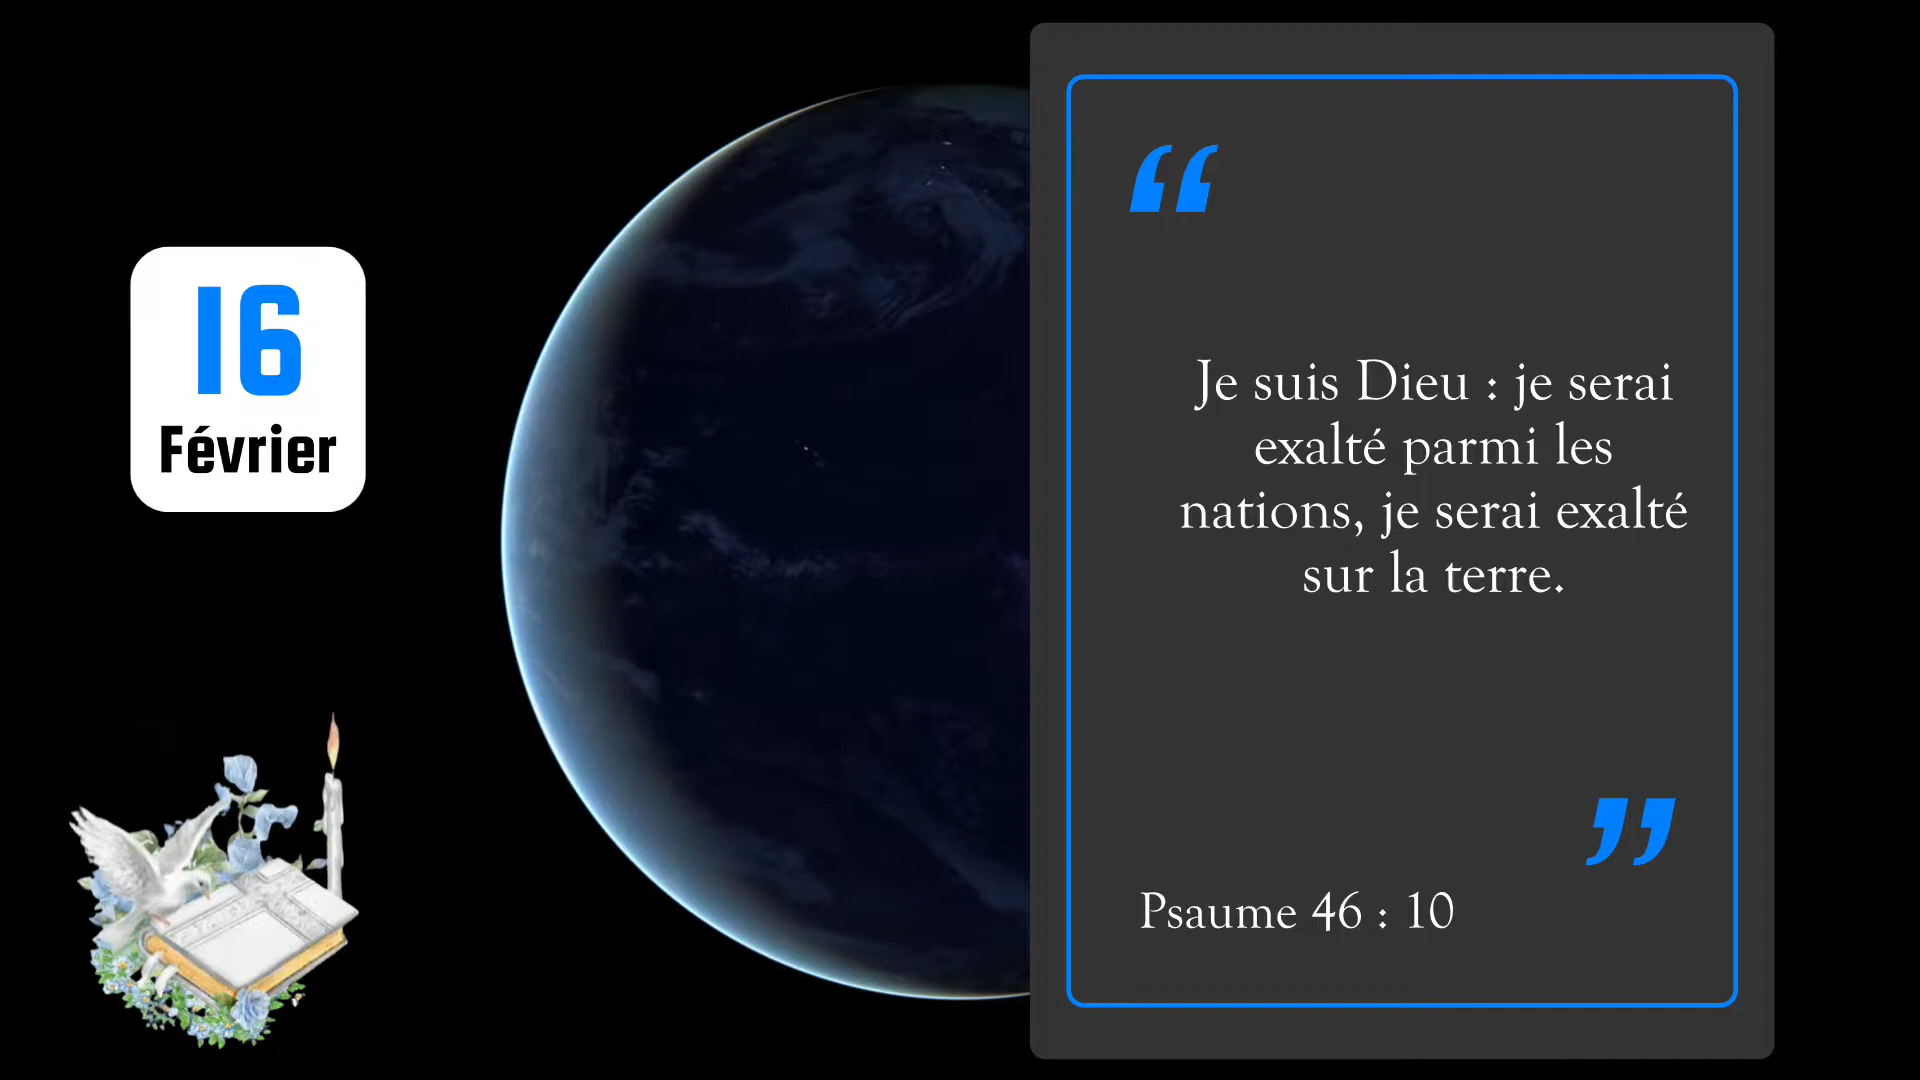 16
Février
“
Je suis Dieu : je serai
exalté parmi les
nations, je serai exalté
sur la terre.
”
Psaume 46 : 10